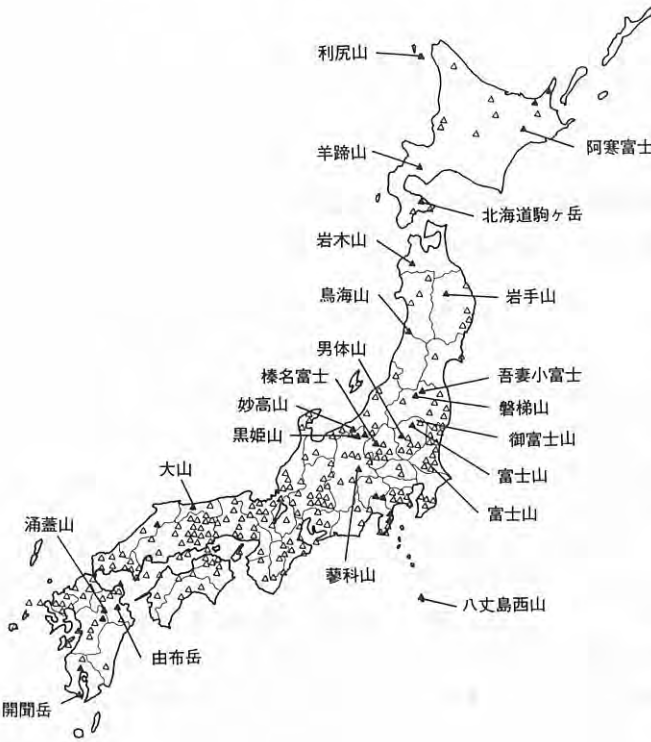 利尻山
阿寒富士
羊蹄山
北海道駒ヶ岳
岩木山
岩手山
鳥海山
男体山
榛名富士
吾妻小富士
妙高山
磐梯山
黒姫山
御富士山
大山
富士山
涌蓋山
富士山
蓼科山
八丈島西山
由布岳
開聞岳